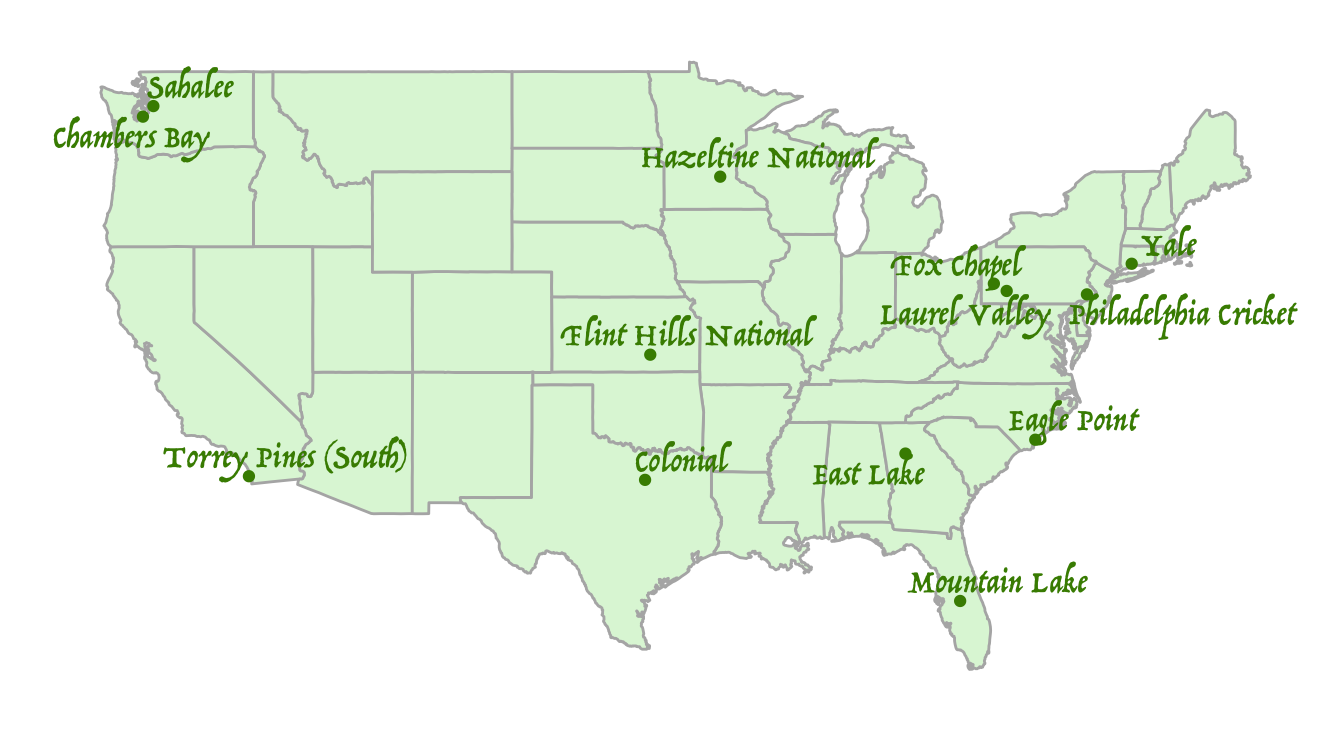 Sahalee
Chambers Bay
Hazeltine National
Yale
Fox Chapel
Laurel Valley
Philadelphia Cricket
Flint Hills National
Eagle Point
Torrey Pines (South)
Colonial
East Lake
Mountain Lake